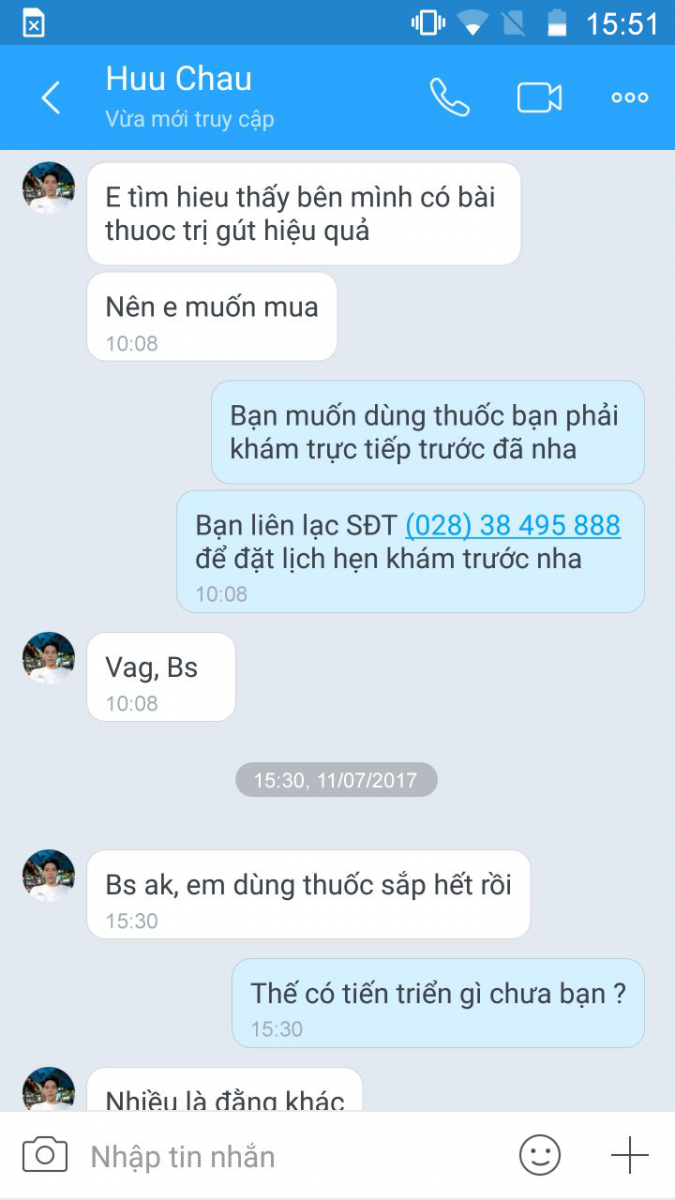 15:51
Huu Chau
Vừa mới truy cập
E tìm hieu thấy bên mình có bài
thuoc trị gút hiệu quả
Nên e muốn mua
10:08
Bạn muốn dùng thuốc bạn phải
khám trực tiếp trước đã nha
Bạn liên lạc SĐT (028) 38 495 888
để đặt lịch hẹn khám trước nha
10:08
Vag, Bs
10:08
15:30, 11/07/2017
Bs ak, em dùng thuốc sắp hết rồi
15:30
Thế có tiến triển gì chưa bạn ?
15:30
Nhiều là đằng khác
Nhập tin nhắn